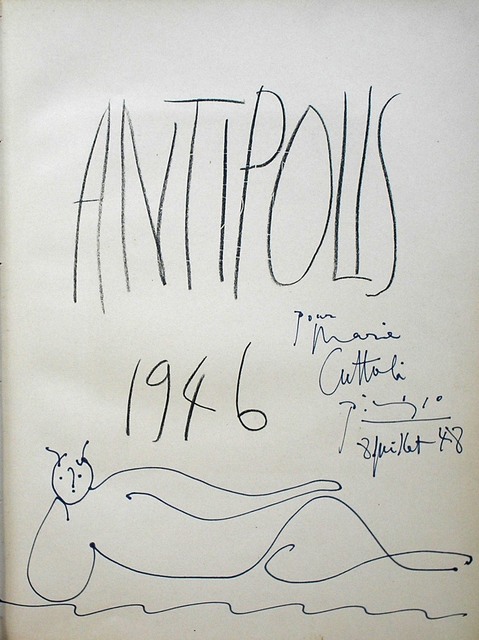 ANTIPOLIS
1946
Pour
Marie
Cuttoli
Picasso
8 juillet 48